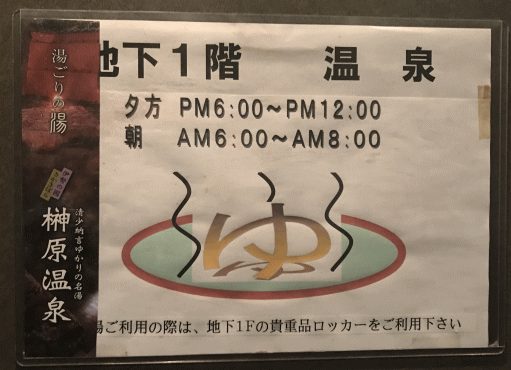 地下1階 温泉
夕方 PM6:00～PM12:00
朝 AM6:00～AM8:00
ゆ
湯ご利用の際は、地下1Fの貴重品ロッカーをご利用下さい
湯ごりの湯
清少納言ゆかりの名湯
榊原温泉